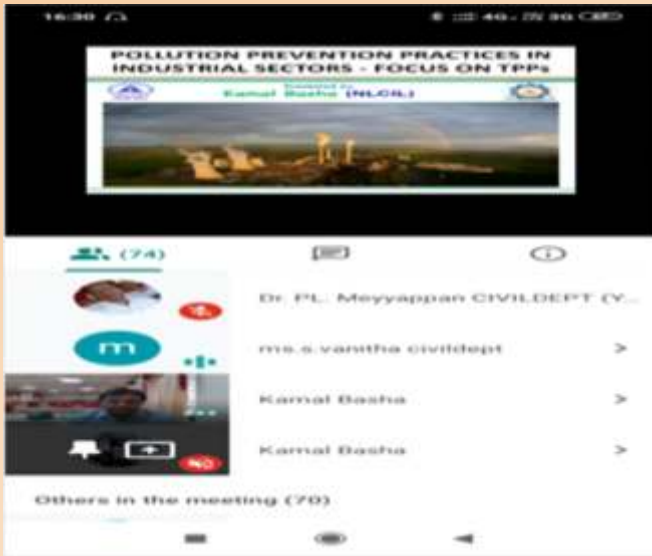 16:30
POLLUTION PREVENTION PRACTICES IN
INDUSTRIAL SECTORS - FOCUS ON TPPs
Kamal Basha (NLCIL)
(74)
Dr. PL. Meyyappan CIVILDEPT (Y...
m
ms.s.vanitha civildept
Kamal Basha
Kamal Basha
Others in the meeting (70)